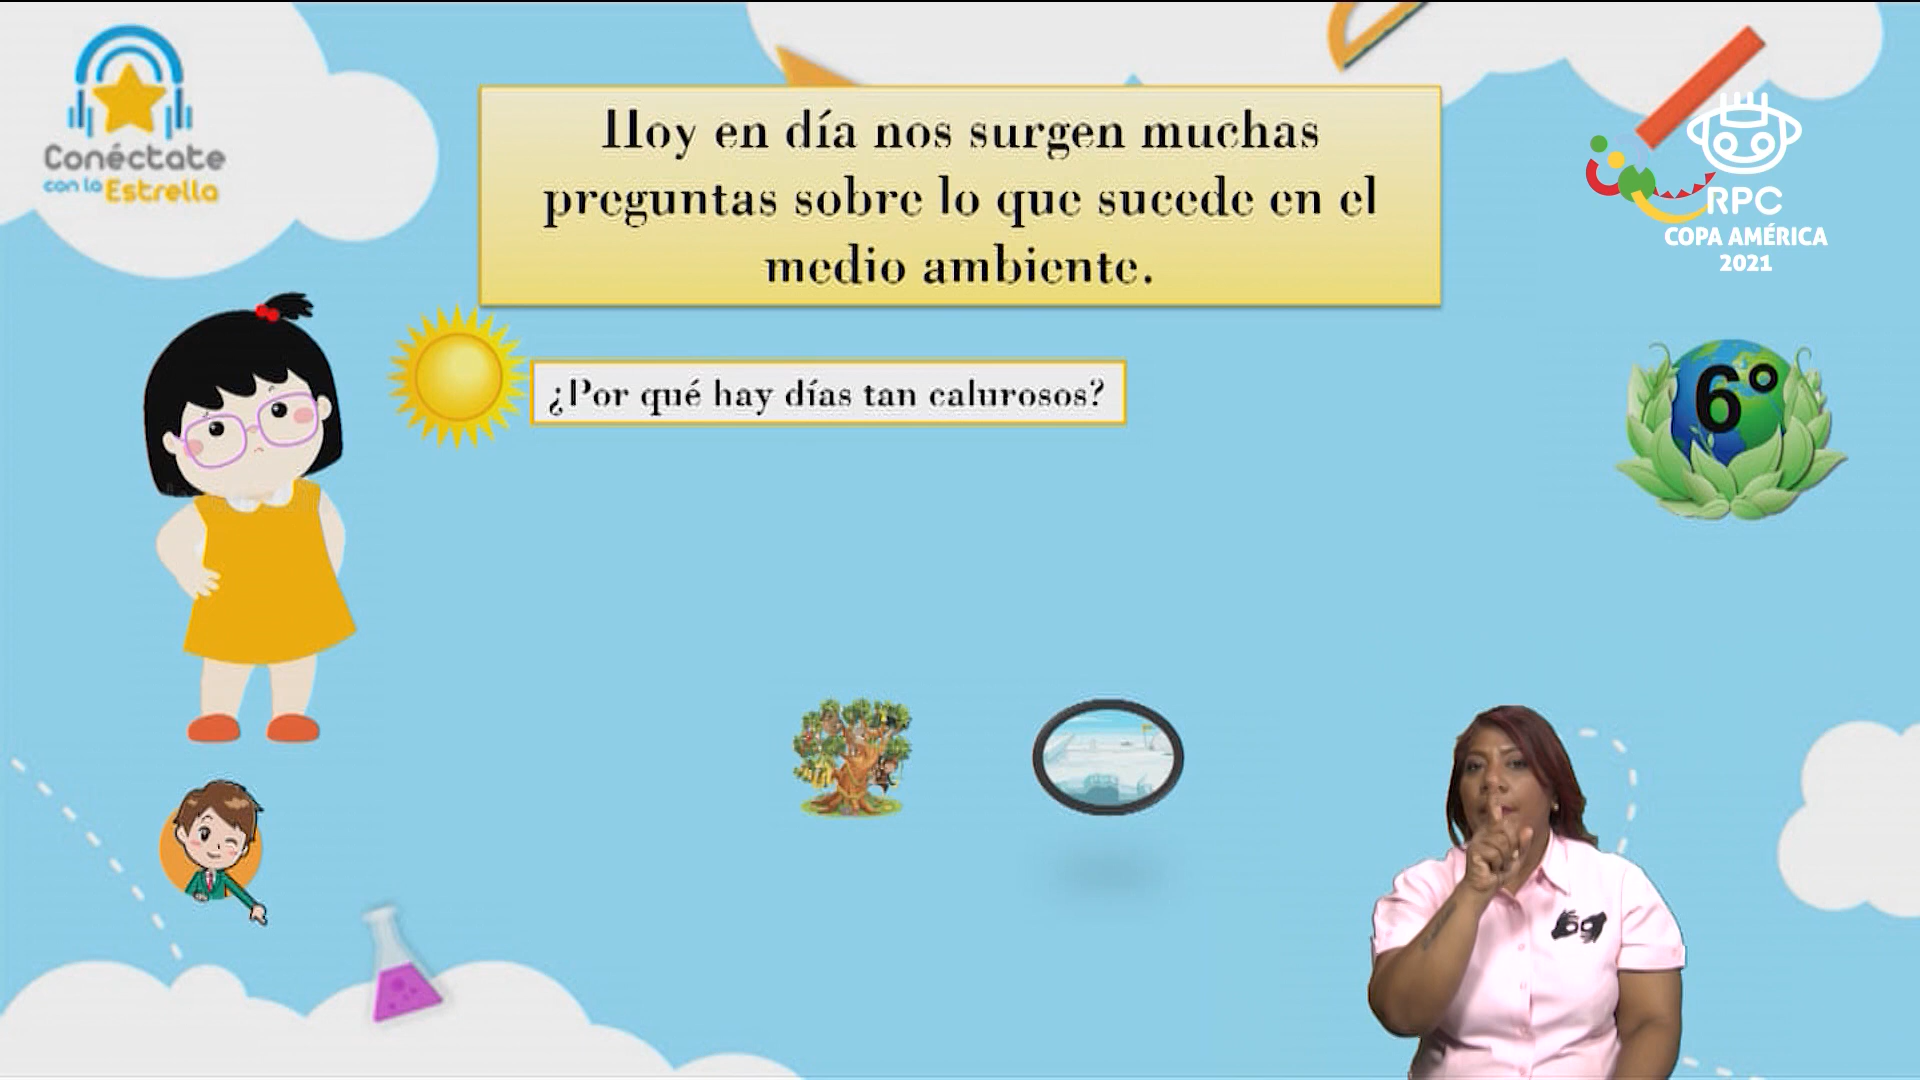 Conéctate
con la Estrella
Hoy en día nos surgen muchas
preguntas sobre lo que sucede en el
medio ambiente.
RPC
COPA AMÉRICA
2021
¿Por qué hay días tan calurosos?
6°